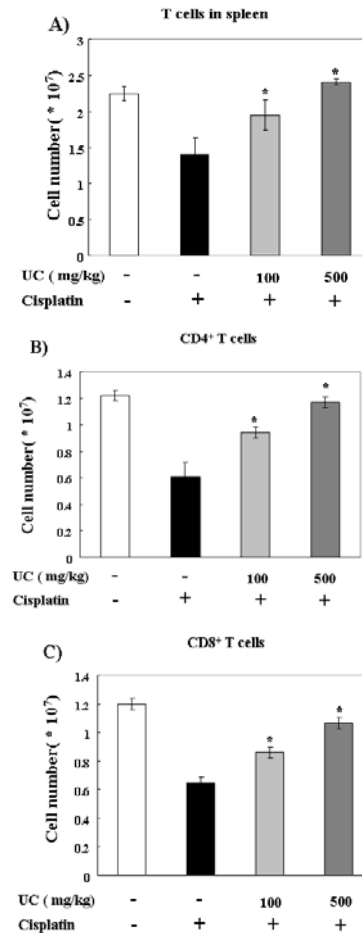 A)
T cells in spleen
Cell number( * 10⁷)
2.5
2
1.5
1
0.5
0
*
*
UC ( mg/kg) - - 100 500
Cisplatin - + + +
B)
CD4⁺ T cells
Cell number( * 10⁷)
1.4
1.2
1
0.8
0.6
0.4
0.2
0
*
*
UC ( mg/kg) - - 100 500
Cisplatin - + + +
C)
CD8⁺ T cells
Cell number( * 10⁷)
1.4
1.2
1
0.8
0.6
0.4
0.2
0
*
*
UC ( mg/kg) - - 100 500
Cisplatin - + + +